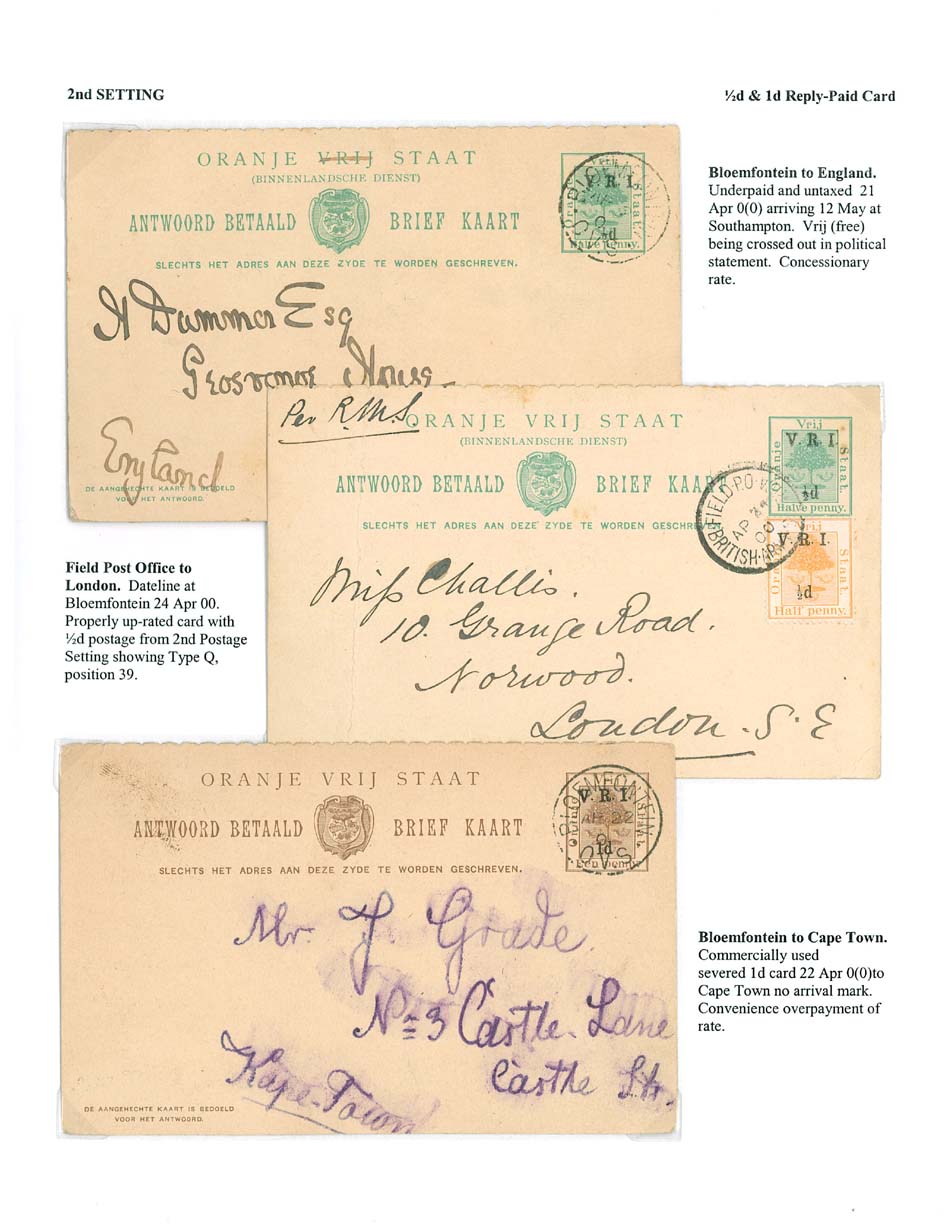 2nd SETTING
½d & 1d Reply-Paid Card
ORANJE VRIJ STAAT
(BINNENLANDSCHE DIENST)
ANTWOORD BETAALD BRIEF KAART
SLECHTS HET ADRES AAN DEZE ZYDE TE WORDEN GESCHREVEN.
V. R. I.
½d
Halve penny.
H Dummer Esq
Grosvenor House
England
DE AANGEHECHTE KAART IS BEDOELD
VOOR HET ANTWOORD.
Bloemfontein to England.
Underpaid and untaxed 21
Apr 0(0) arriving 12 May at
Southampton. Vrij (free)
being crossed out in political
statement. Concessionary
rate.
Per R.M.S.
ORANJE VRIJ STAAT
(BINNENLANDSCHE DIENST)
ANTWOORD BETAALD BRIEF KAART
SLECHTS HET ADRES AAN DEZE ZYDE TE WORDEN GESCHREVEN.
Vrij
Oranje
Staat.
V. R. I.
½d
Halve penny.
FIELD P.O.
AP 24
00
BRITISH ARMY
Vrij
Staat.
V. R. I.
½d
Half penny.
Miss Challis.
10. Grange Road.
Norwood.
London. S. E
Field Post Office to
London. Dateline at
Bloemfontein 24 Apr 00.
Properly up-rated card with
½d postage from 2nd Postage
Setting showing Type Q,
position 39.
ORANJE VRIJ STAAT
ANTWOORD BETAALD BRIEF KAART
SLECHTS HET ADRES AAN DEZE ZYDE TE WORDEN GESCHREVEN.
V. R. I.
1d
Een penny.
BLOEMFONTEIN
AP 22
0
O.V.S.
Mr. J. Grade.
No 3 Castle Lane
Castle Str.
Kape-Town
DE AANGEHECHTE KAART IS BEDOELD
VOOR HET ANTWOORD.
Bloemfontein to Cape Town.
Commercially used
severed 1d card 22 Apr 0(0)to
Cape Town no arrival mark.
Convenience overpayment of
rate.